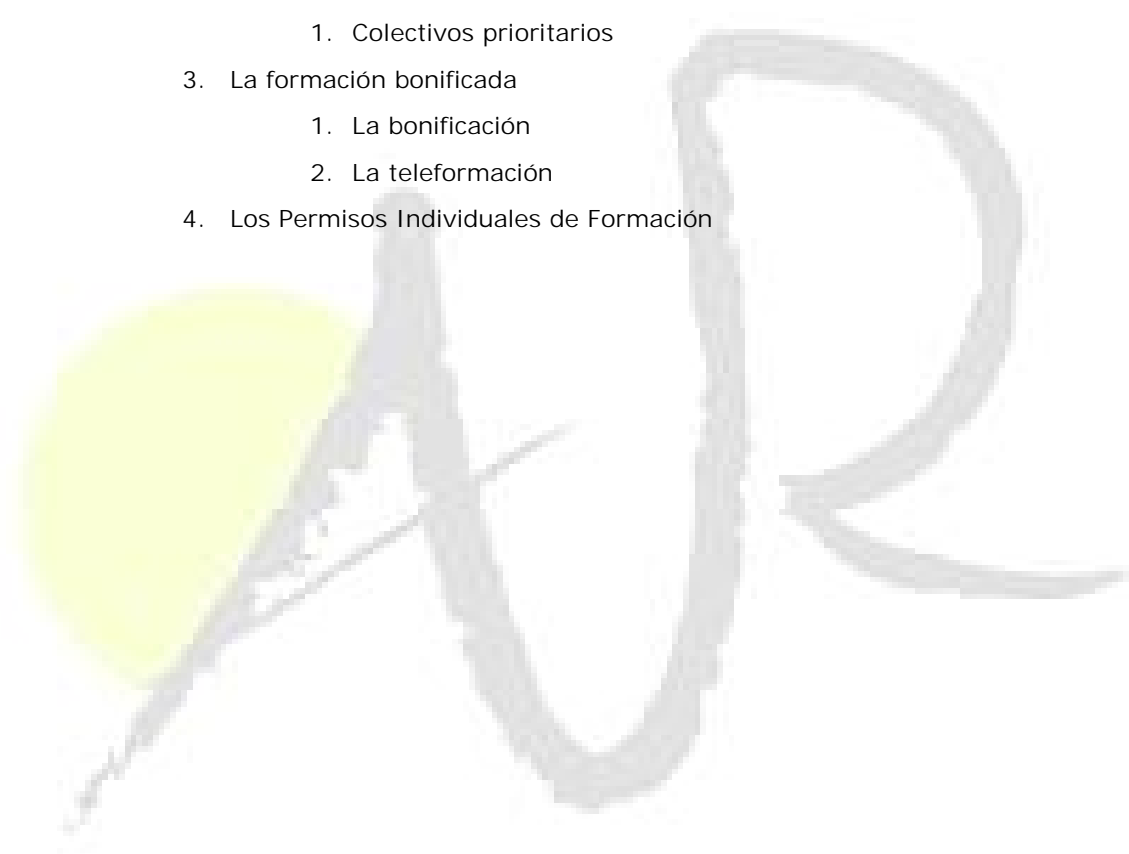 1. Colectivos prioritarios
3. La formación bonificada
1. La bonificación
2. La teleformación
4. Los Permisos Individuales de Formación